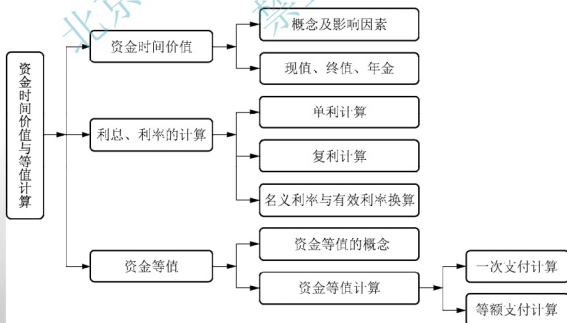 北京
禁
资金时间价值与等值计算
资金时间价值
概念及影响因素
现值、终值、年金
利息、利率的计算
单利计算
复利计算
名义利率与有效利率换算
资金等值
资金等值的概念
资金等值计算
一次支付计算
等额支付计算